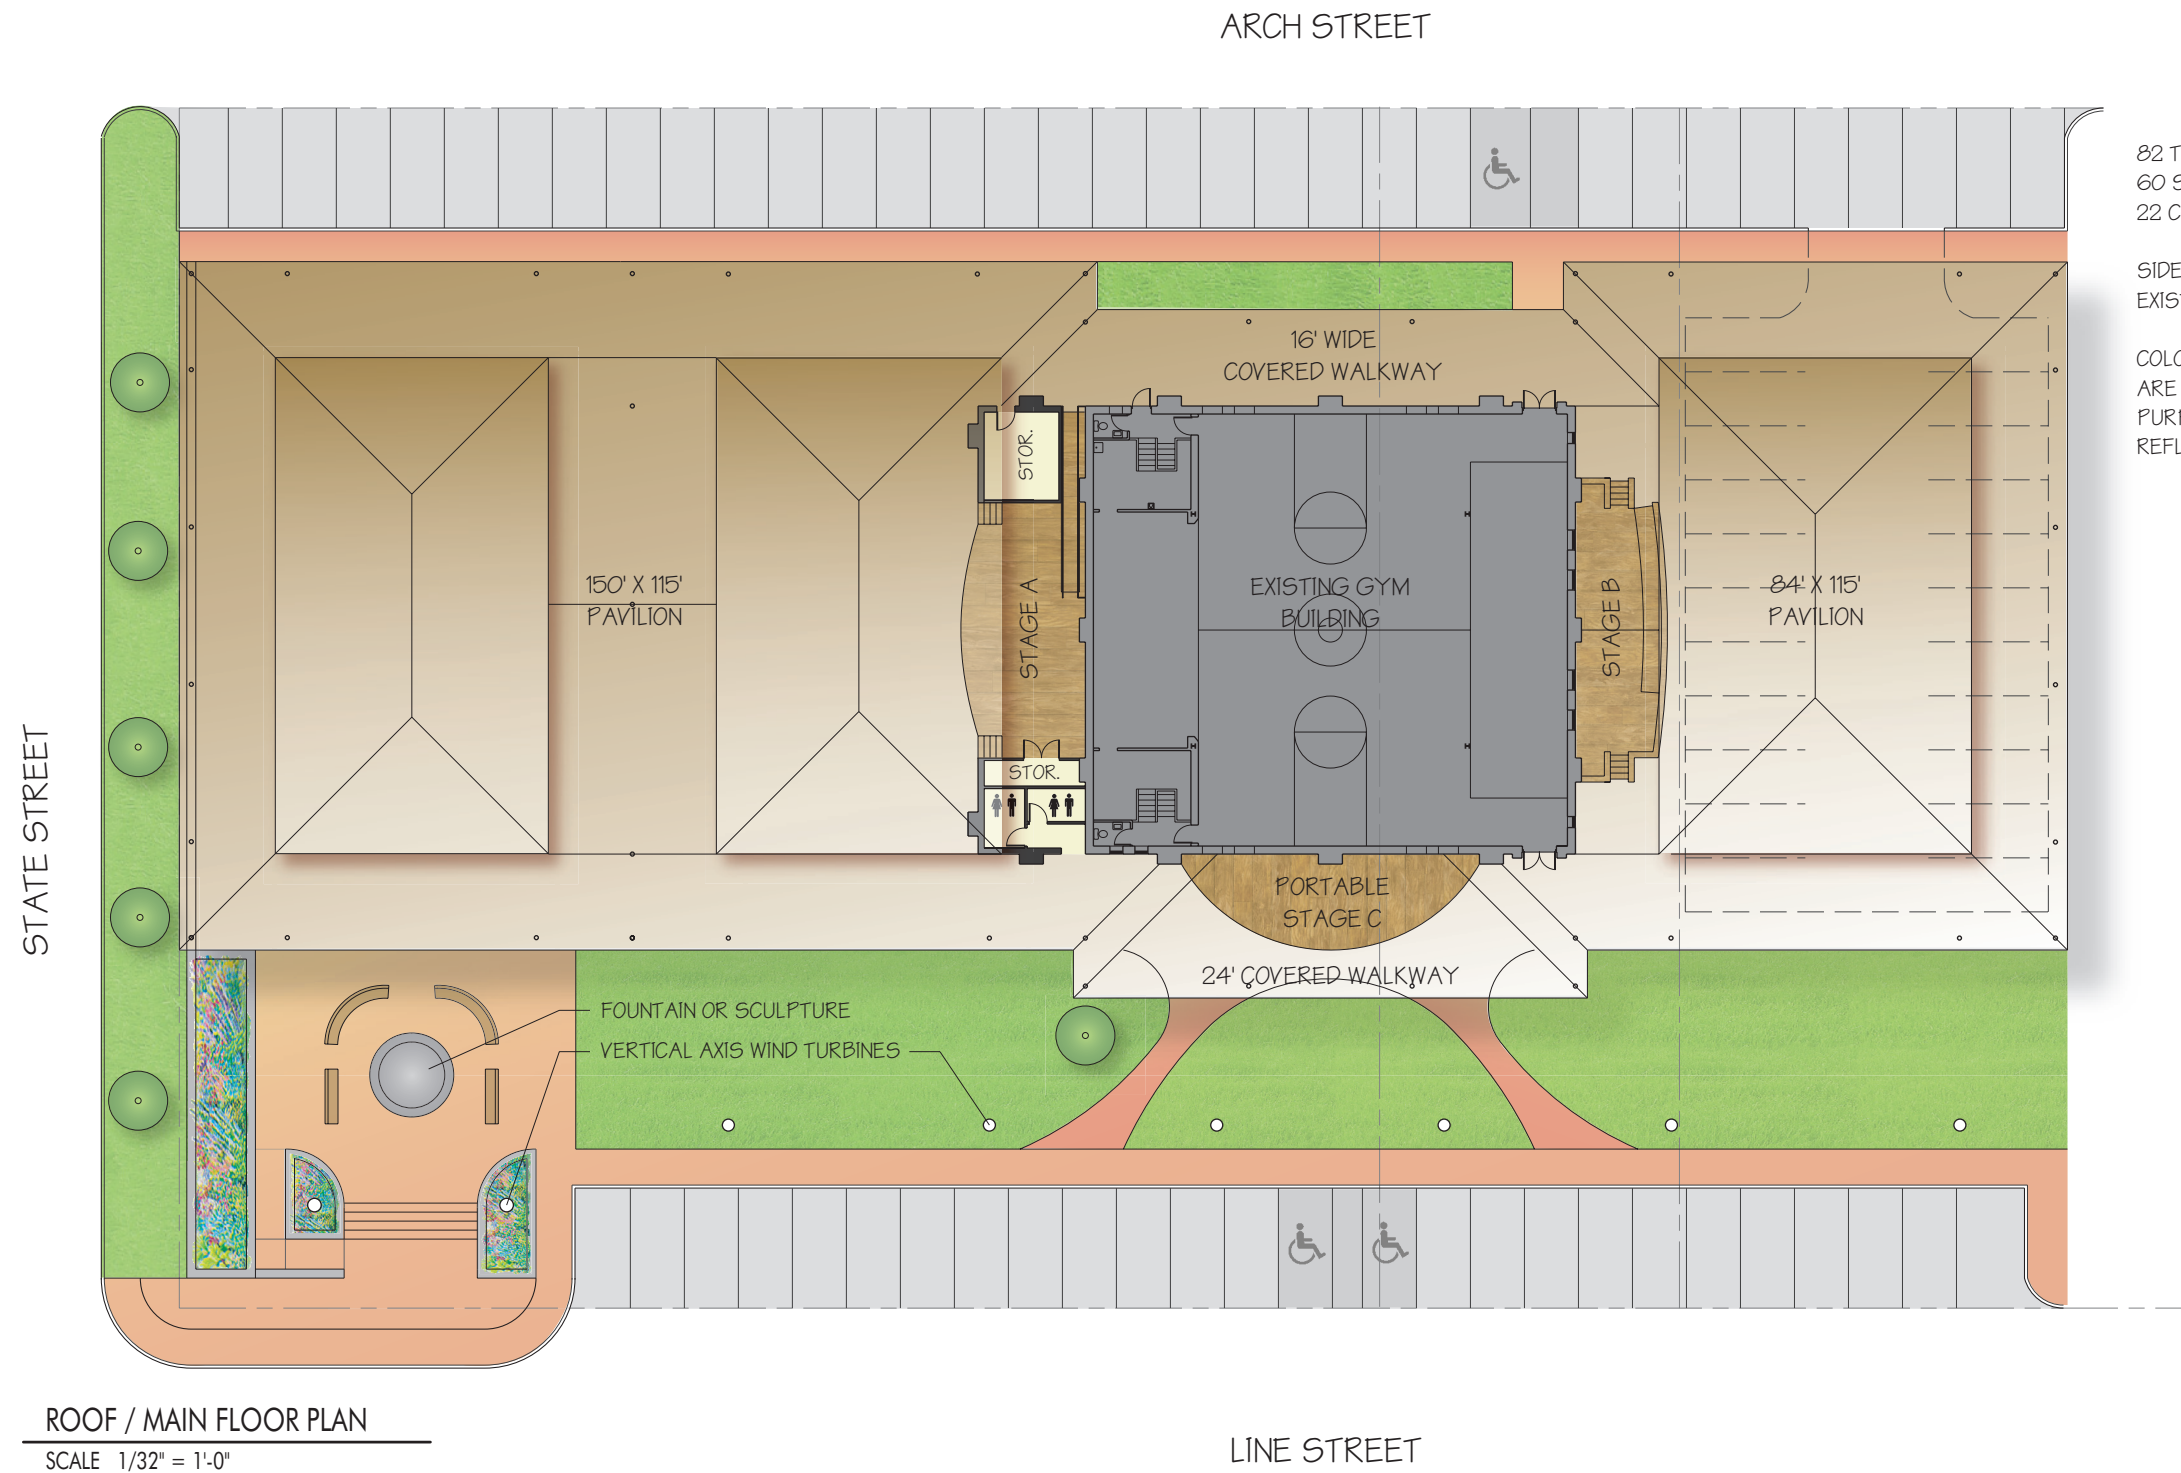 ARCH STREET
82 T
60 S
22 C
SIDE
EXIS
COLO
ARE
PUR
REFL
16' WIDE
COVERED WALKWAY
STOR.
150' X 115'
PAVILION
STAGE A
EXISTING GYM
BUILDING
STAGE B
84' X 115'
PAVILION
STOR.
PORTABLE
STAGE C
24' COVERED WALKWAY
FOUNTAIN OR SCULPTURE
VERTICAL AXIS WIND TURBINES
STATE STREET
ROOF / MAIN FLOOR PLAN
SCALE 1/32" = 1'-0"
LINE STREET